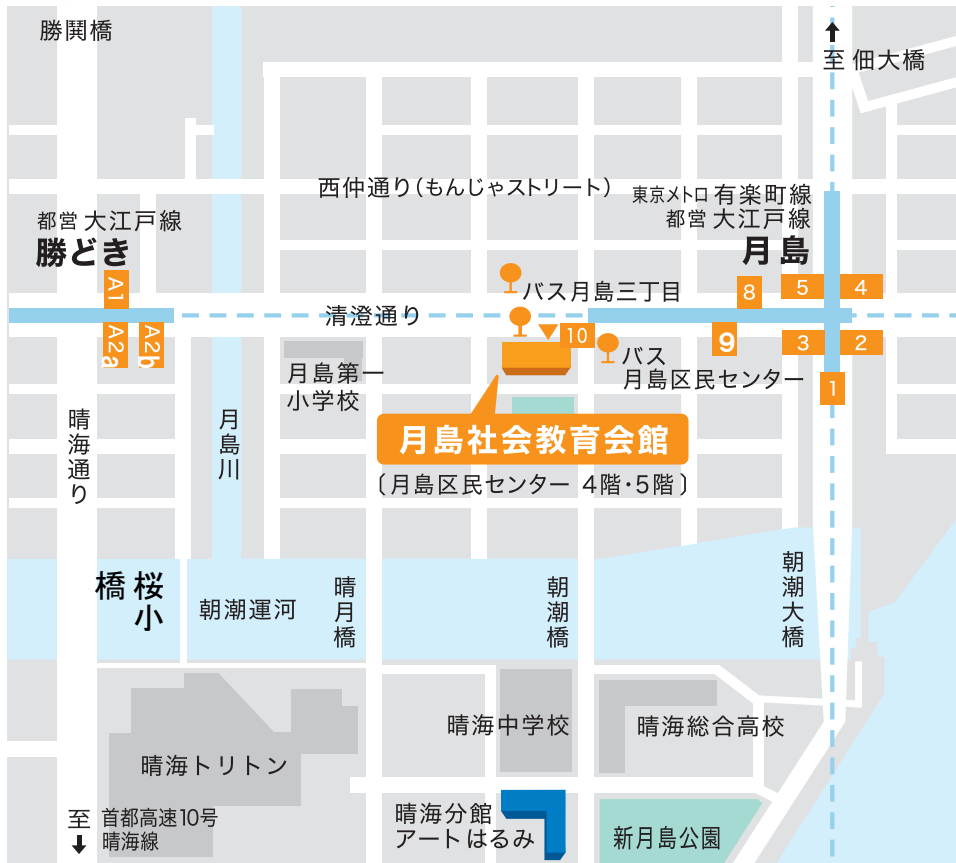 勝鬨橋
至 佃大橋
西仲通り(もんじゃストリート)
東京メトロ 有楽町線
都営 大江戸線
月島
都営 大江戸線
勝どき
A1
A2a
A2b
清澄通り
バス月島三丁目
8
5
4
10
9
3
2
1
バス
月島区民センター
月島第一
小学校
月島社会教育会館
〔月島区民センター 4階・5階〕
晴海通り
月島川
桜小橋
朝潮運河
晴月橋
朝潮橋
朝潮大橋
晴海中学校
晴海総合高校
晴海トリトン
至 首都高速10号
晴海線
晴海分館
アートはるみ
新月島公園